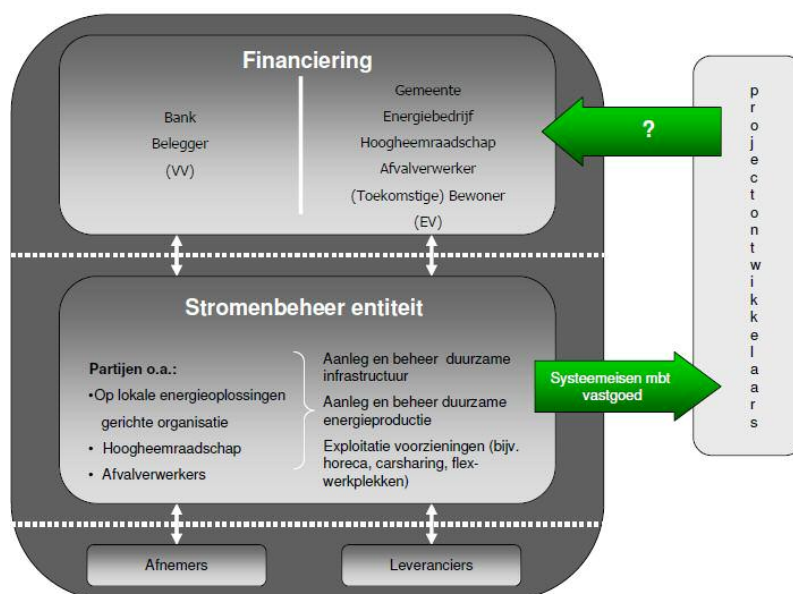 Financiering
Bank
Belegger
(VV)
Gemeente
Energiebedrijf
Hoogheemraadschap
Afvalverwerker
(Toekomstige) Bewoner
(EV)
?
projectontwikkelaars
Stromenbeheer entiteit
Partijen o.a.:
•Op lokale energieoplossingen
gerichte organisatie
• Hoogheemraadschap
• Afvalverwerkers
Aanleg en beheer duurzame
infrastructuur
Aanleg en beheer duurzame
energieproductie
Exploitatie voorzieningen (bijv.
horeca, carsharing, flex-
werkplekken)
Systeemeisen mbt
vastgoed
Afnemers
Leveranciers